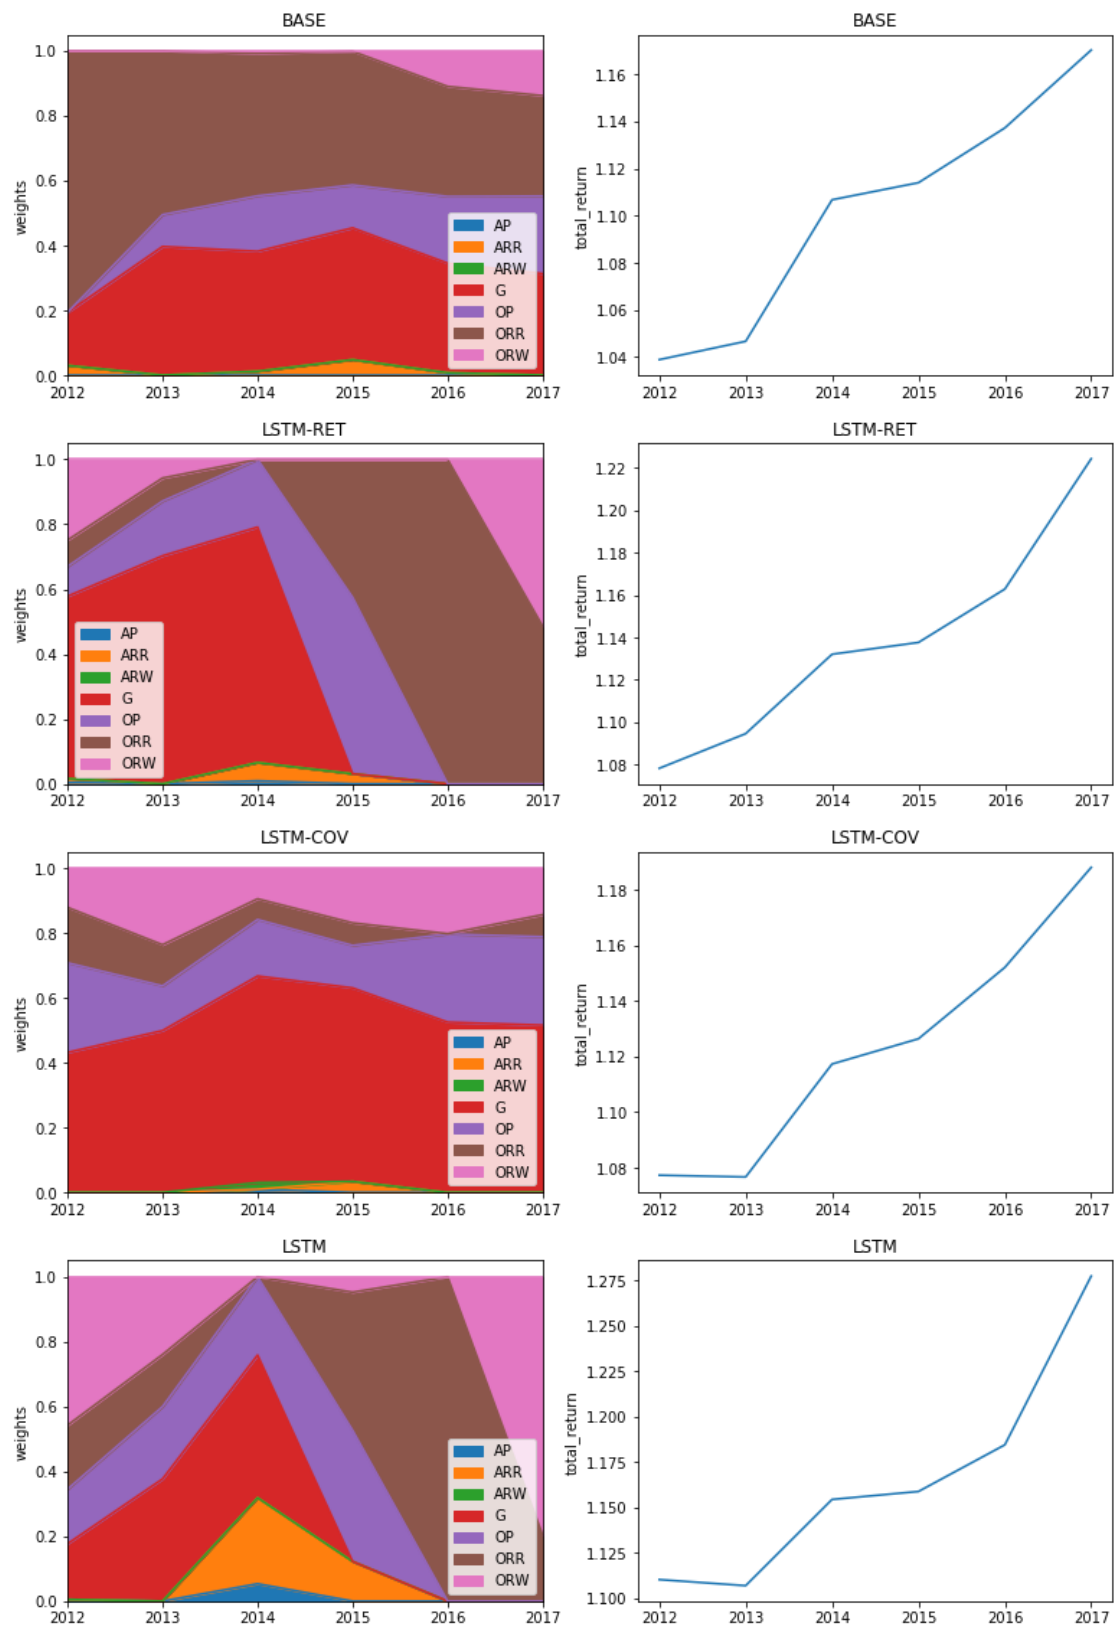 BASE
BASE
weights
1.0
0.8
0.6
0.4
0.2
0.0
2012 2013 2014 2015 2016 2017
AP
ARR
ARW
G
OP
ORR
ORW
total_return
1.16
1.14
1.12
1.10
1.08
1.06
1.04
2012 2013 2014 2015 2016 2017
LSTM-RET
LSTM-RET
weights
1.0
0.8
0.6
0.4
0.2
0.0
2012 2013 2014 2015 2016 2017
AP
ARR
ARW
G
OP
ORR
ORW
total_return
1.22
1.20
1.18
1.16
1.14
1.12
1.10
1.08
2012 2013 2014 2015 2016 2017
LSTM-COV
LSTM-COV
weights
1.0
0.8
0.6
0.4
0.2
0.0
2012 2013 2014 2015 2016 2017
AP
ARR
ARW
G
OP
ORR
ORW
total_return
1.18
1.16
1.14
1.12
1.10
1.08
2012 2013 2014 2015 2016 2017
LSTM
LSTM
weights
1.0
0.8
0.6
0.4
0.2
0.0
2012 2013 2014 2015 2016 2017
AP
ARR
ARW
G
OP
ORR
ORW
total_return
1.275
1.250
1.225
1.200
1.175
1.150
1.125
1.100
2012 2013 2014 2015 2016 2017